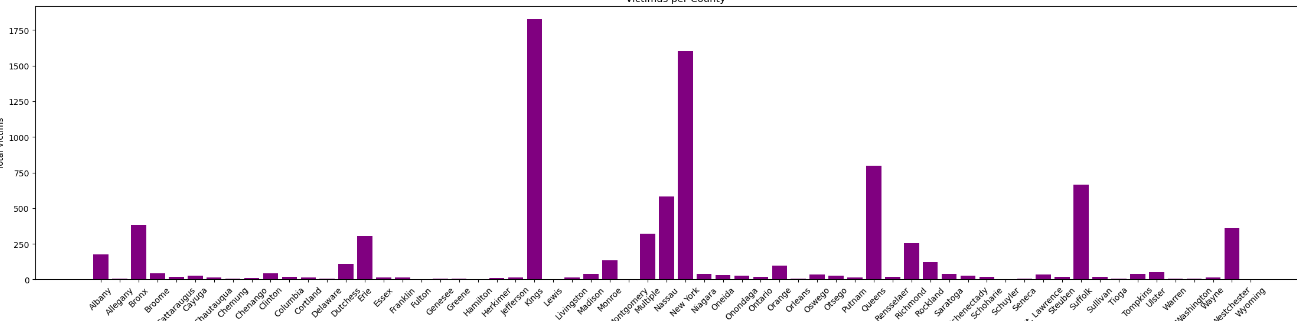 Victimas per County
Total Victims
1750
1500
1250
1000
750
500
250
0
Albany
Allegany
Bronx
Broome
Cattaraugus
Cayuga
Chautauqua
Chemung
Chenango
Clinton
Columbia
Cortland
Delaware
Dutchess
Erie
Essex
Franklin
Fulton
Genesee
Greene
Hamilton
Herkimer
Jefferson
Kings
Lewis
Livingston
Madison
Monroe
Montgomery
Multiple
Nassau
New York
Niagara
Oneida
Onondaga
Ontario
Orange
Orleans
Oswego
Otsego
Putnam
Queens
Rensselaer
Richmond
Rockland
Saratoga
Schenectady
Schoharie
Schuyler
Seneca
St. Lawrence
Steuben
Suffolk
Sullivan
Tioga
Tompkins
Ulster
Warren
Washington
Wayne
Westchester
Wyoming